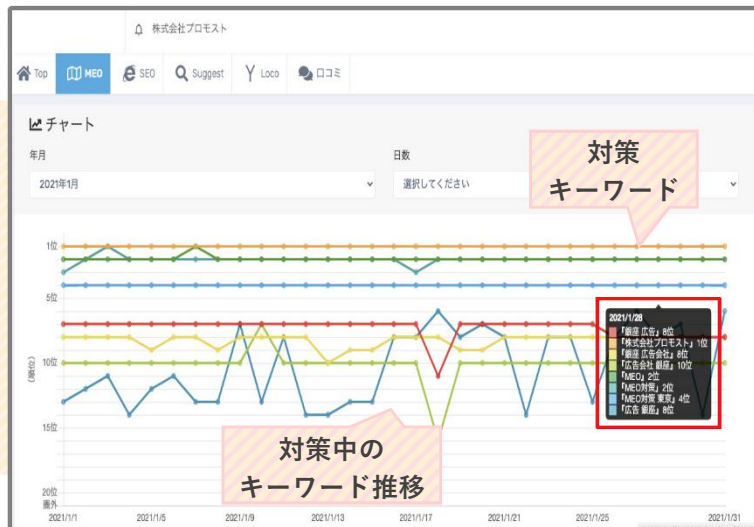 株式会社プロモスト
Top
MEO
SEO
Suggest
Loco
口コミ
チャート
年月
日数
2021年1月
選択してください
対策
キーワード
1位
5位
10位
15位
20位
圏外
(順位)
2021/1/28
『銀座 広告』8位
『株式会社プロモスト』1位
『銀座 広告会社』8位
『広告会社 銀座』10位
『MEO』2位
『MEO対策』2位
『MEO対策 東京』4位
『広告 銀座』8位
対策中の
キーワード推移
2021/1/1
2021/1/5
2021/1/9
2021/1/13
2021/1/17
2021/1/21
2021/1/25
2021/1/31